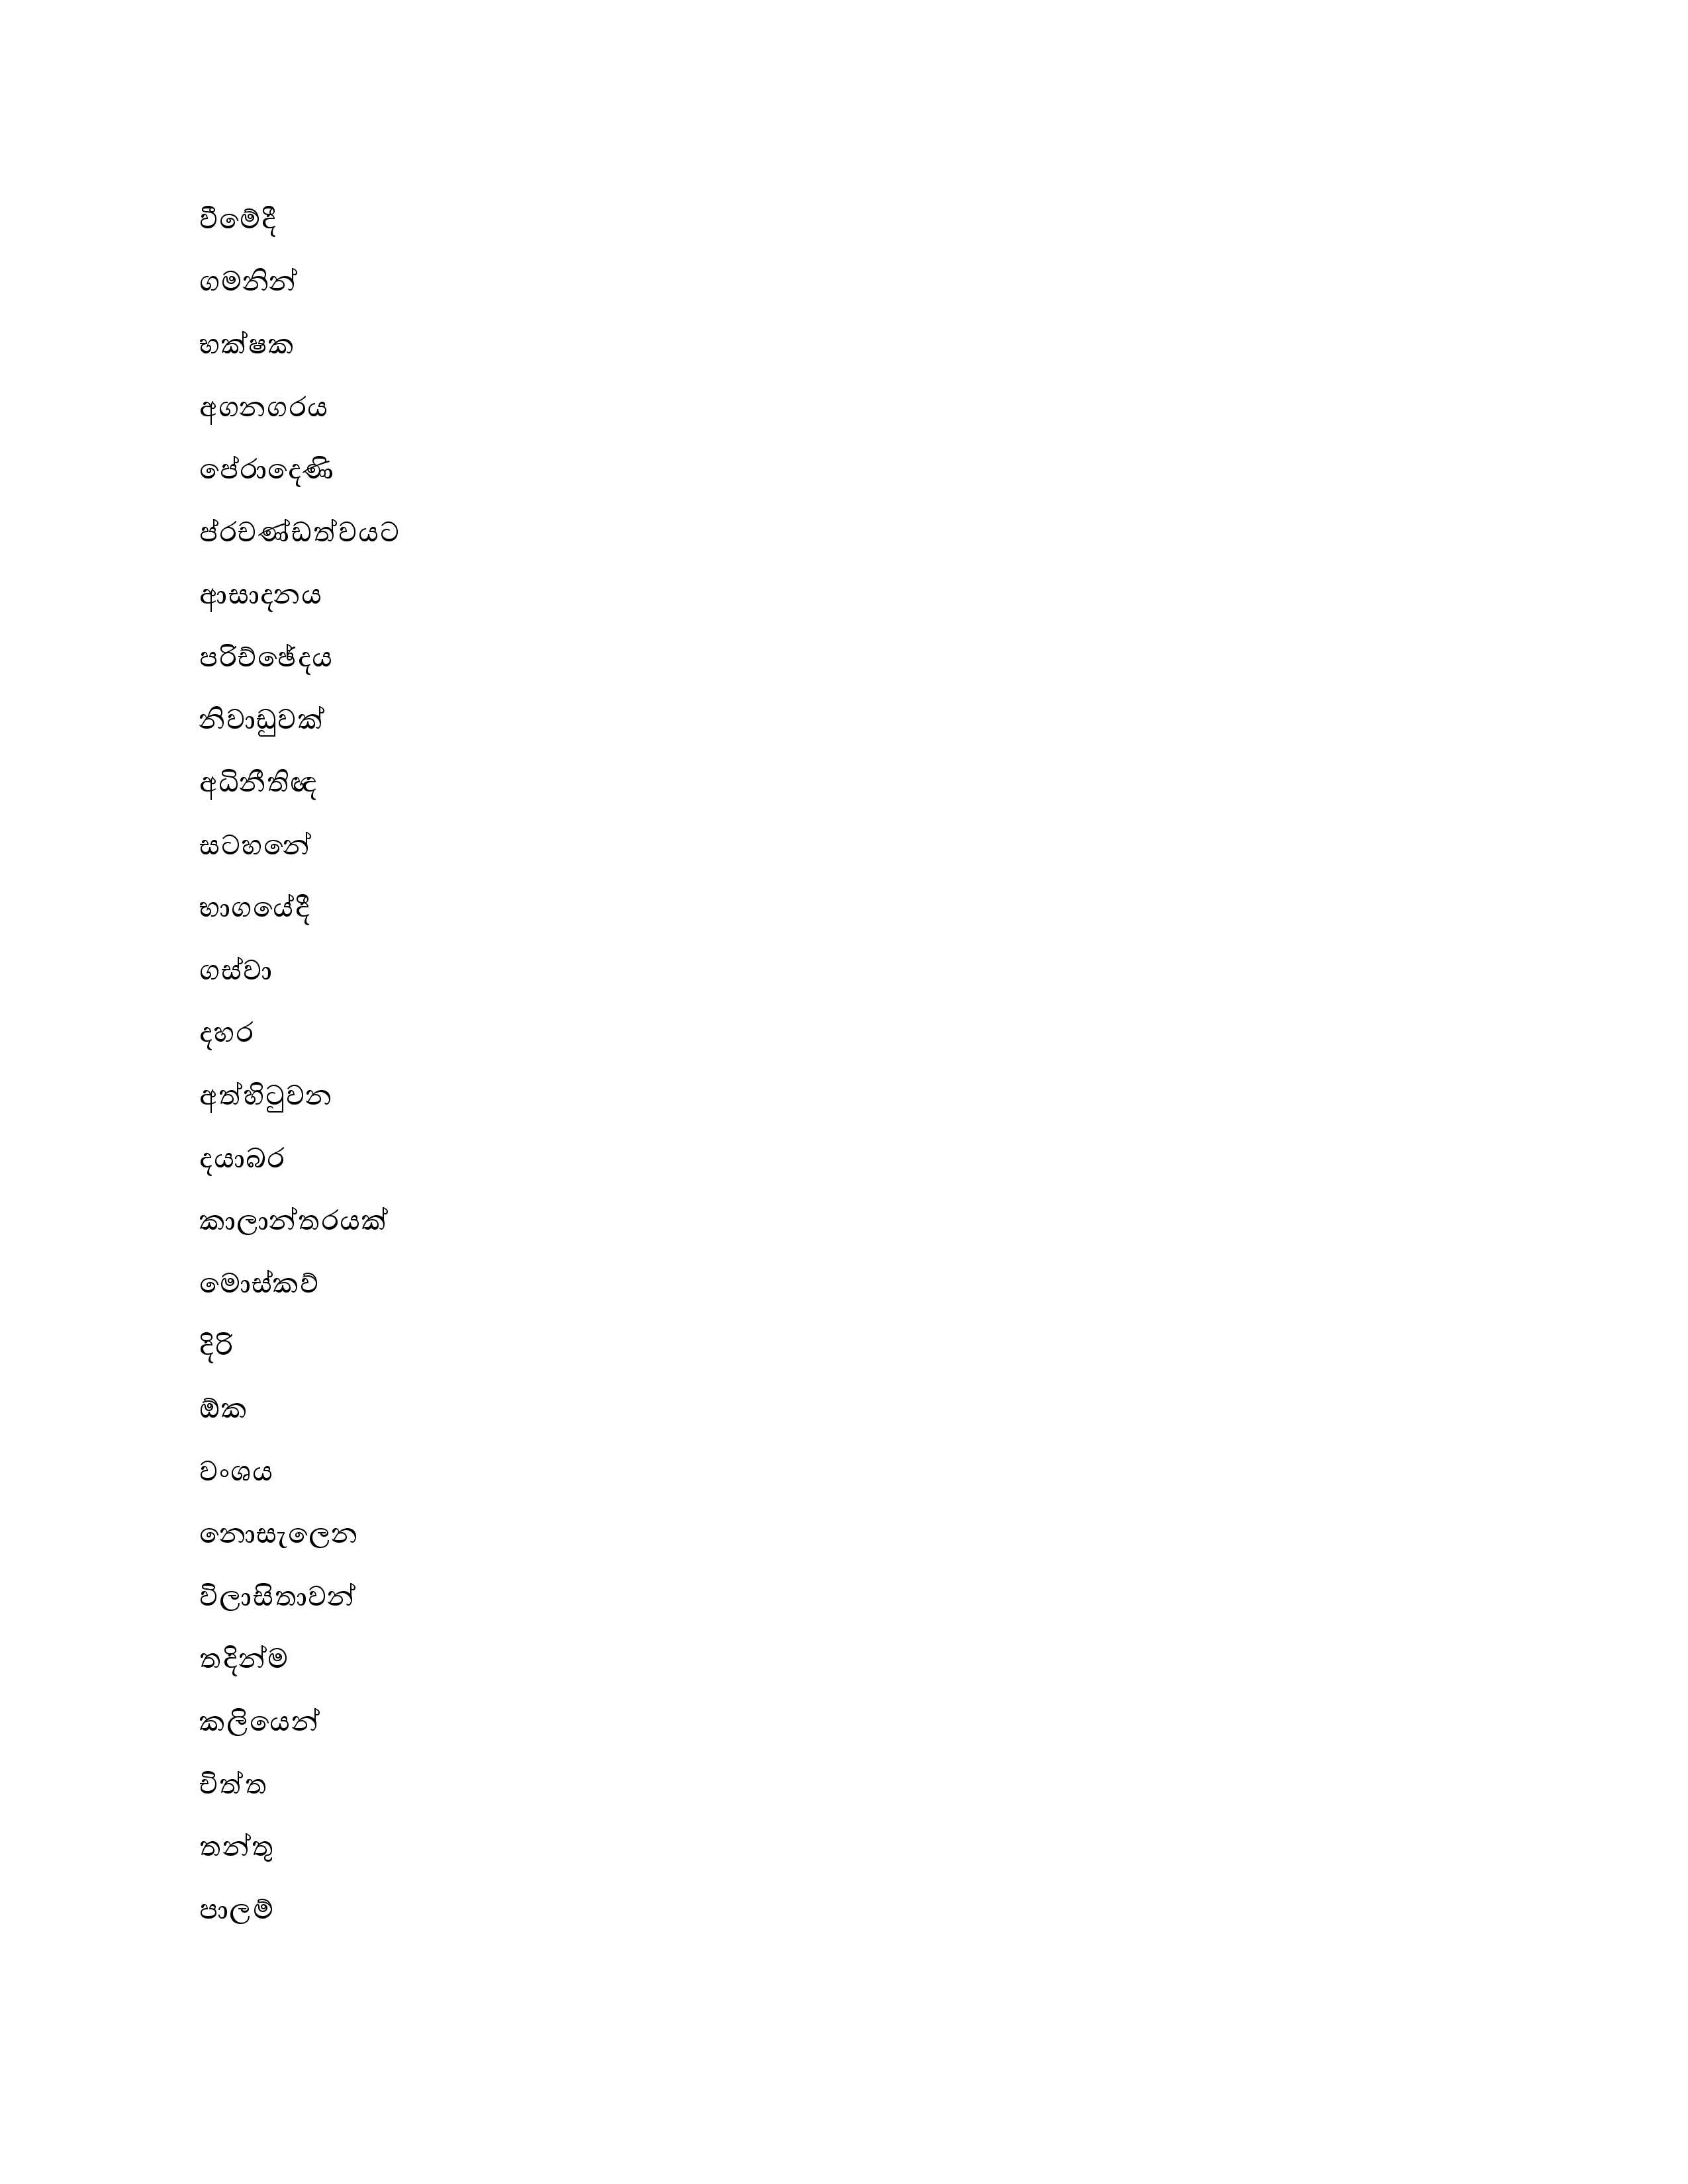 වීමේදී
ගමනින්
භක්ෂක
අගනගරය
පේරාදෙණි
ප්රචණ්ඩත්වයට
ආසාදනය
පරිච්ඡේදය
නිවාඩුවක්
අධිනීතිඥ
සටහනේ
භාගයේදී
ගස්වා
දහර
අත්හිටුවන
දයාබර
කාලාන්තරයක්
මොස්කව්
දිරි
ඕක
වංශය
නොසැලෙන
විලාසිතාවන්
තදින්ම
කලියෙන්
චිත්ත
තන්තු
පාලම්